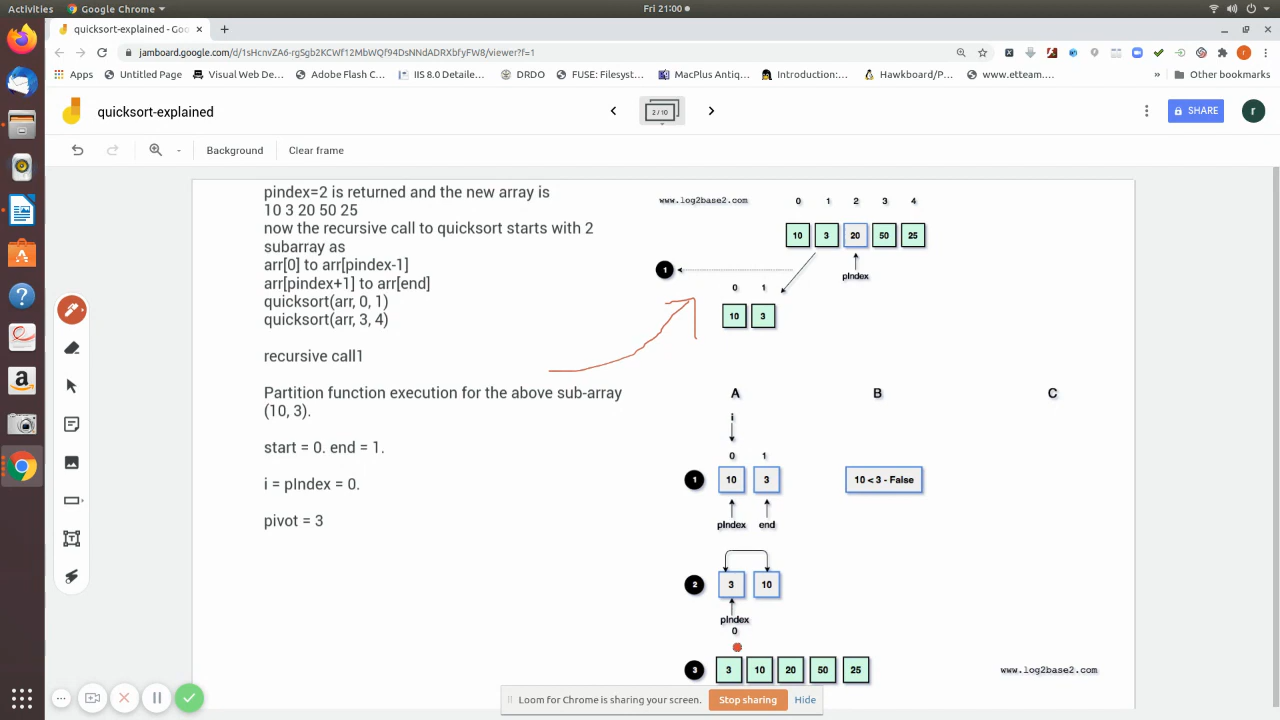 Activities
Google Chrome
Fri 21:00
quicksort-explained - Goo
jamboard.google.com/d/1sHcnvZA6-rgSgb2KCWf12MbWQf94DsNNdADRXbfyFW8/viewer?f=1
Apps Untitled Page Visual Web De... Adobe Flash C... IIS 8.0 Detaile... DRDO FUSE: Filesyst... MacPlus Antiq... Introduction:... Hawkboard/P... www.etteam.... » Other bookmarks
quicksort-explained
2 / 10
SHARE
r
Background
Clear frame
pindex=2 is returned and the new array is
10 3 20 50 25
now the recursive call to quicksort starts with 2
subarray as
arr[0] to arr[pindex-1]
arr[pindex+1] to arr[end]
quicksort(arr, 0, 1)
quicksort(arr, 3, 4)
recursive call1
Partition function execution for the above sub-array
(10, 3).
start = 0. end = 1.
i = pIndex = 0.
pivot = 3
www.log2base2.com
0 1 2 3 4
10 3 20 50 25
pIndex
1
0 1
10 3
A B C
i
0 1
1 10 3 10 < 3 - False
pIndex end
2 3 10
pIndex
0
3 3 10 20 50 25
www.log2base2.com
Loom for Chrome is sharing your screen. Stop sharing Hide